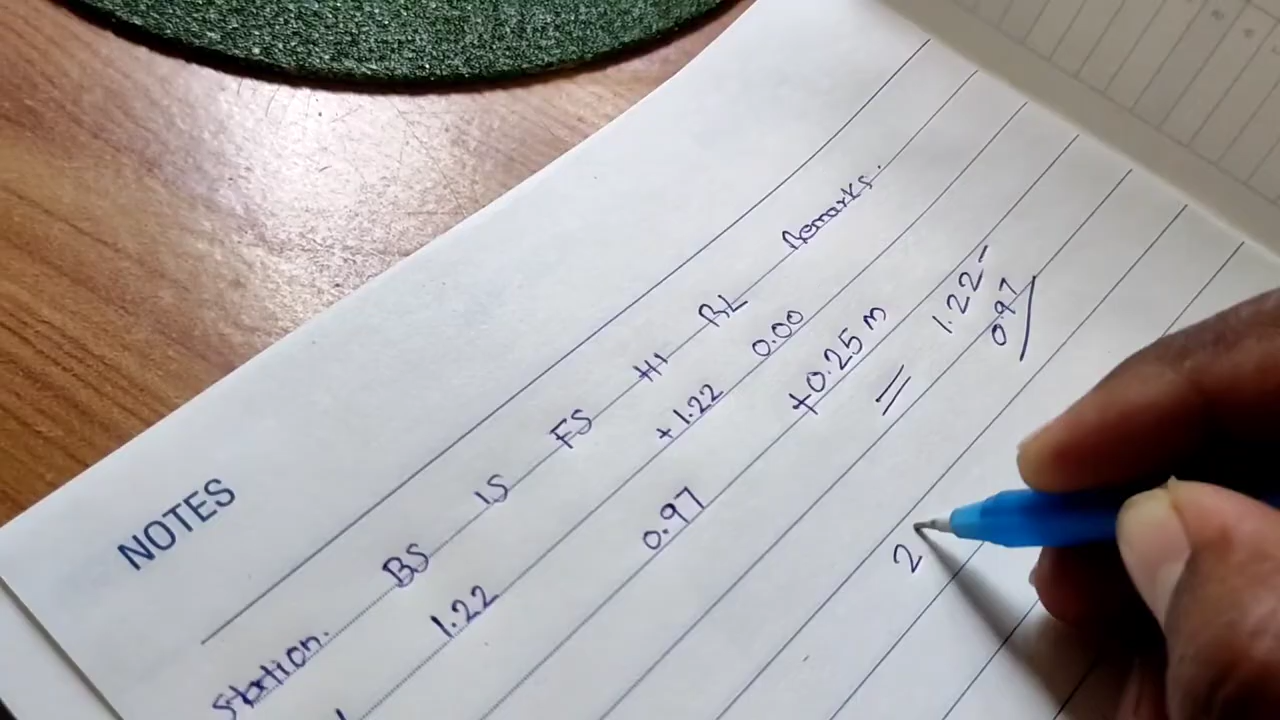 NOTES
Station. BS IS FS HI RL Remarks.
1.22 +1.22 0.00
0.97 +0.25 m
=
1.22-
0.97
2